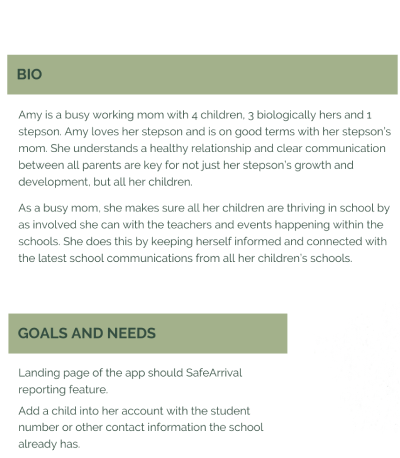 BIO
Amy is a busy working mom with 4 children, 3 biologically hers and 1
stepson. Amy loves her stepson and is on good terms with her stepson's
mom. She understands a healthy relationship and clear communication
between all parents are key for not just her stepson's growth and
development, but all her children.
As a busy mom, she makes sure all her children are thriving in school by
as involved she can with the teachers and events happening within the
schools. She does this by keeping herself informed and connected with
the latest school communications from all her children's schools.
GOALS AND NEEDS
Landing page of the app should SafeArrival
reporting feature.
Add a child into her account with the student
number or other contact information the school
already has.